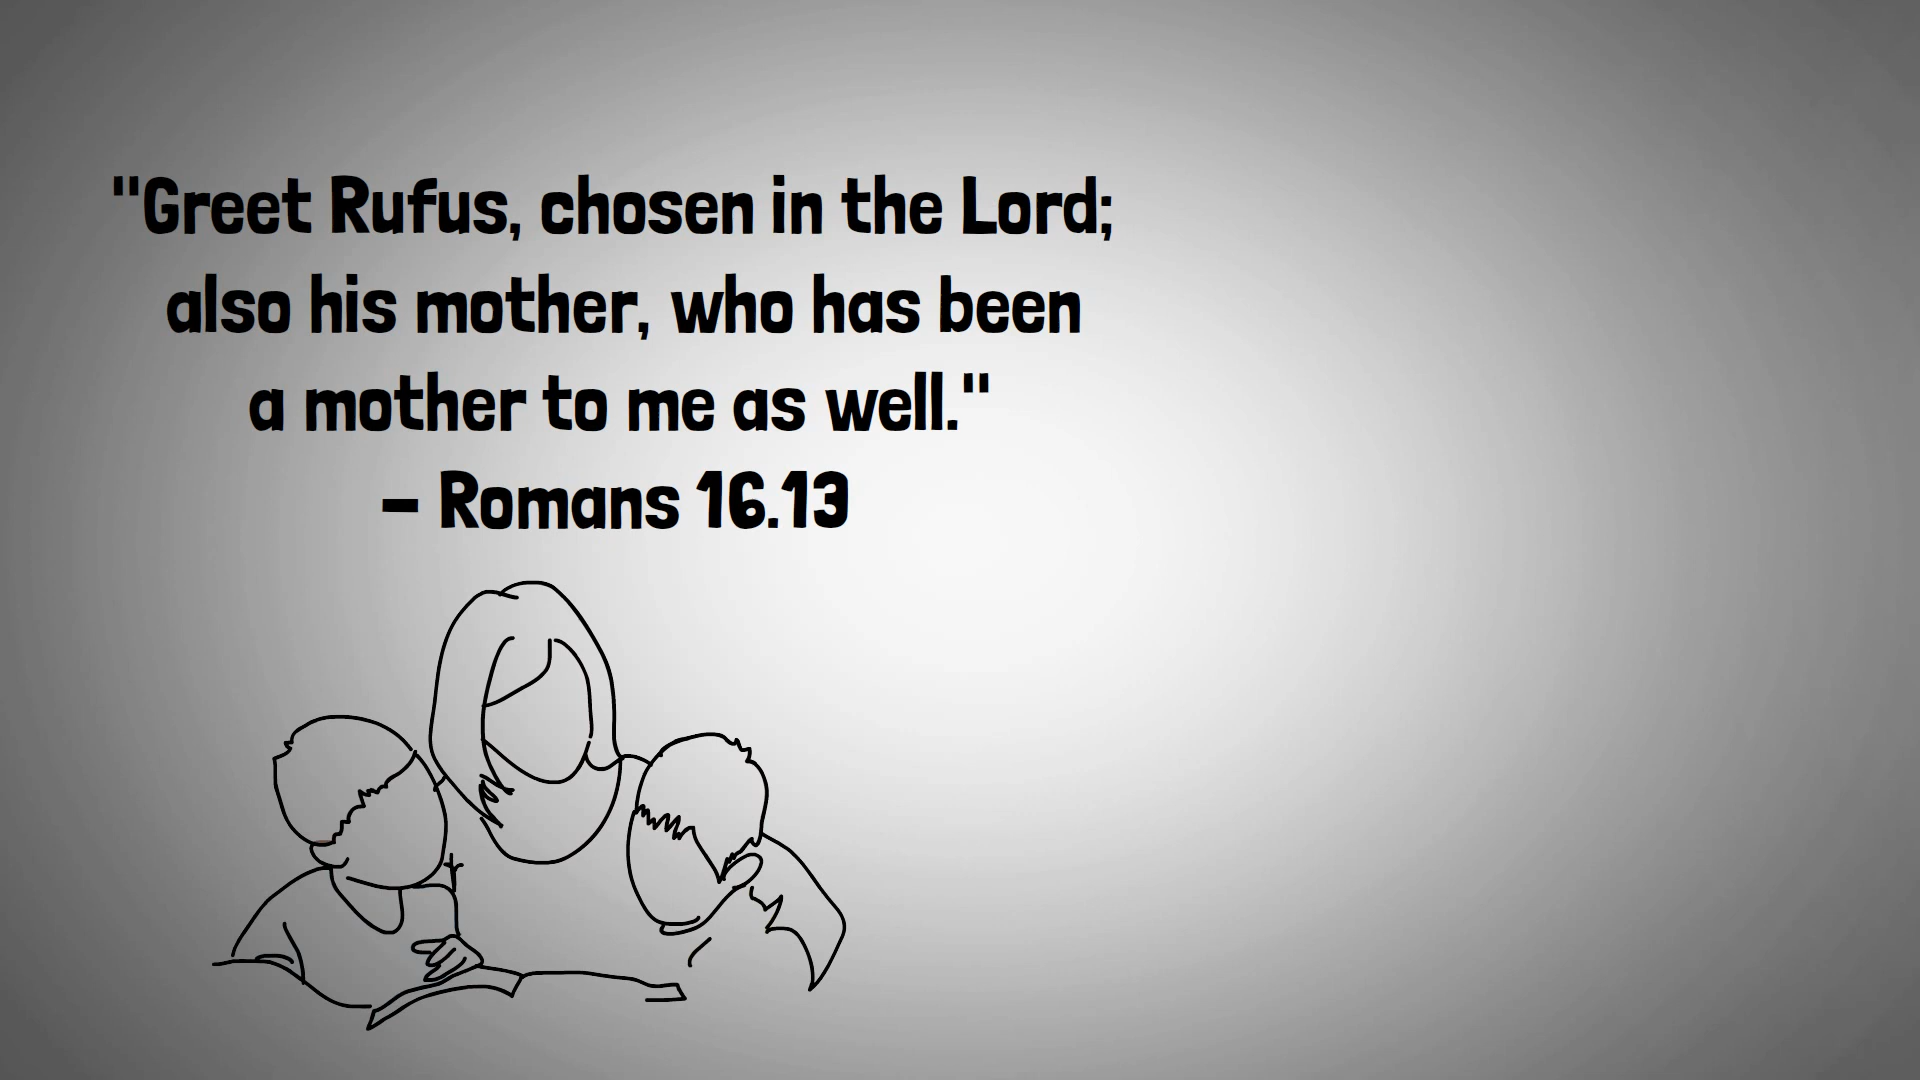 "Greet Rufus, chosen in the Lord;
also his mother, who has been
a mother to me as well."
– Romans 16.13